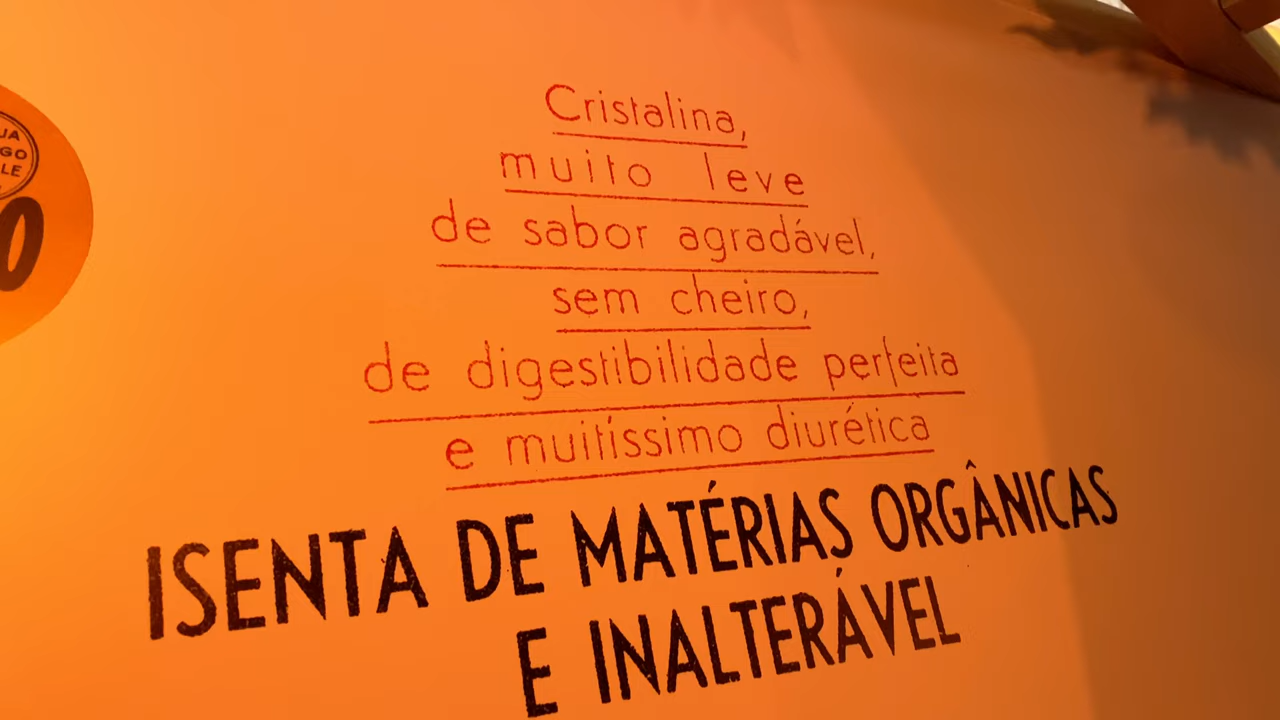 Cristalina,
muito leve
de sabor agradável,
sem cheiro,
de digestibilidade perfeita
e muitíssimo diurética
ISENTA DE MATÉRIAS ORGÂNICAS
E INALTERÁVEL